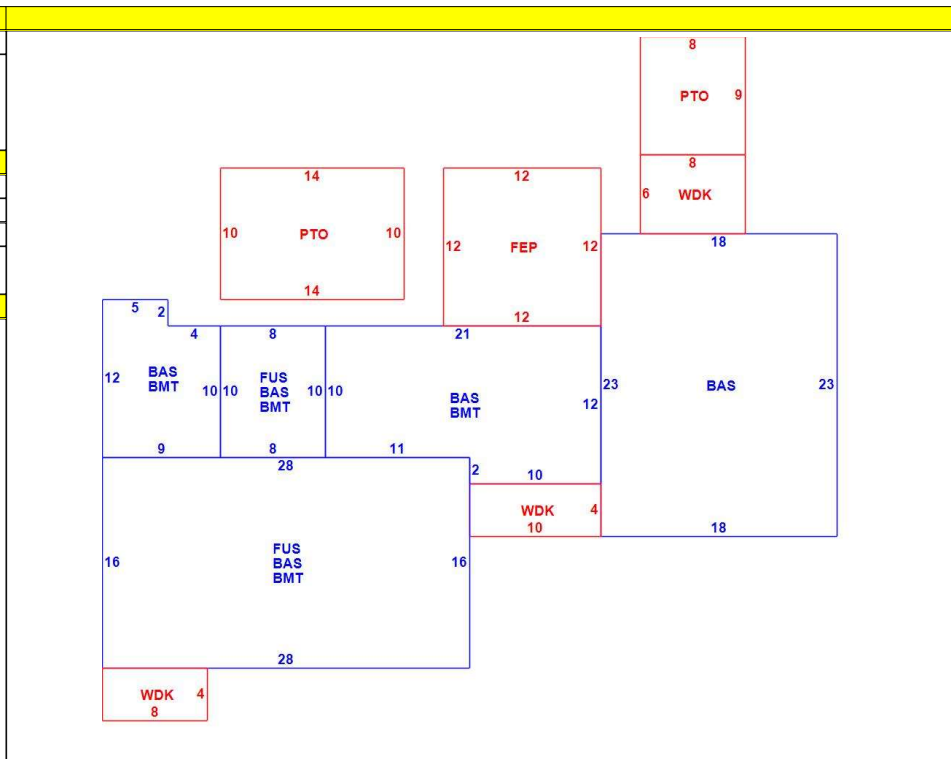 8
PTO 9
8
6 WDK
14
10 PTO 10
14
12
12 FEP 12
12
18
23 BAS 23
18
5 2
4
12 BAS
BMT
10
9
8
10 FUS 10
BAS
BMT
8
21
10 BAS
BMT
12
11
2
10
WDK 4
10
28
16 FUS 16
BAS
BMT
28
WDK 4
8